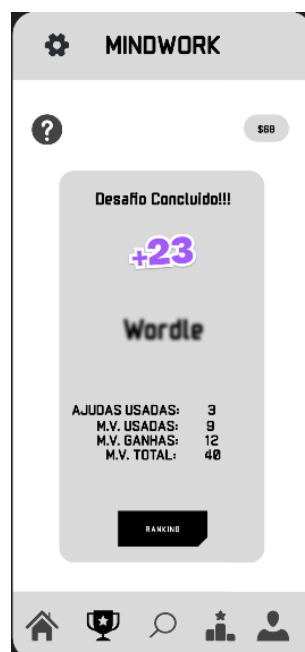 MINDWORK
$68
Desafio Concluido!!!
+23
Wordle
AJUDAS USADAS: 3
M.V. USADAS: 9
M.V. GANHAS: 12
M.V. TOTAL: 40
RANKING